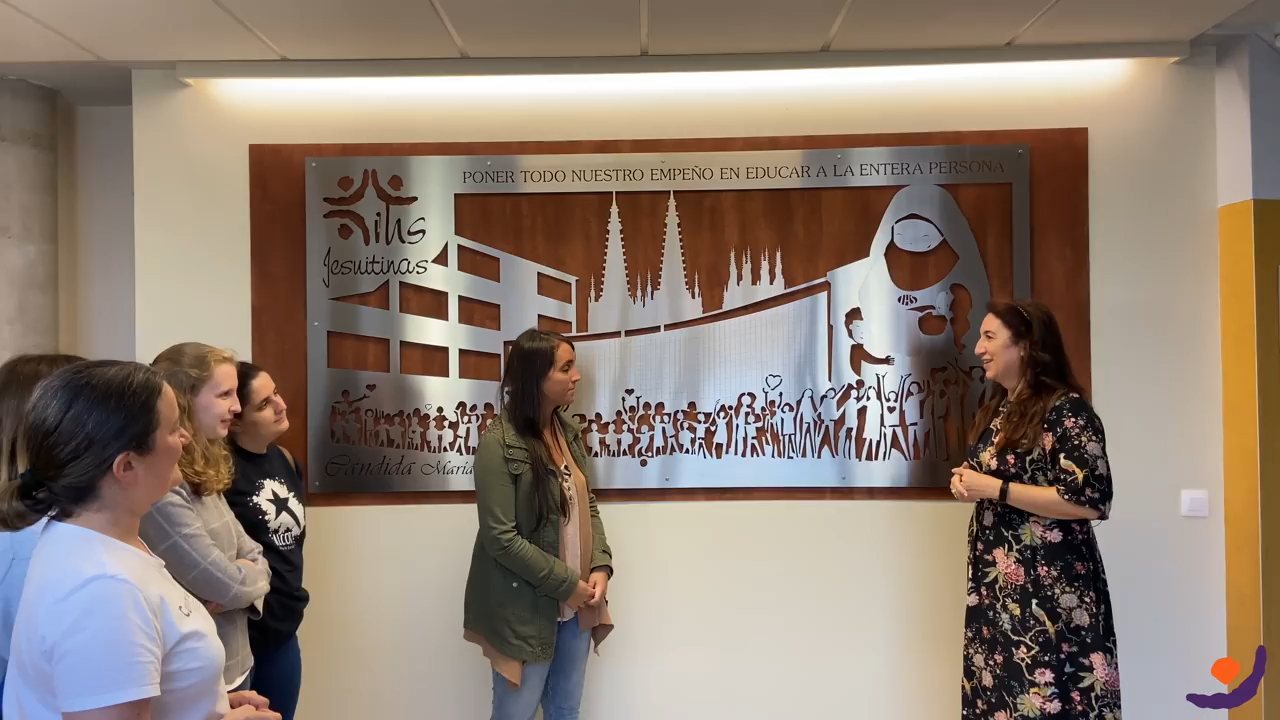 PONER TODO NUESTRO EMPEÑO EN EDUCAR A LA ENTERA PERSONA
ihs
Jesuitinas
IHS
Cándida María